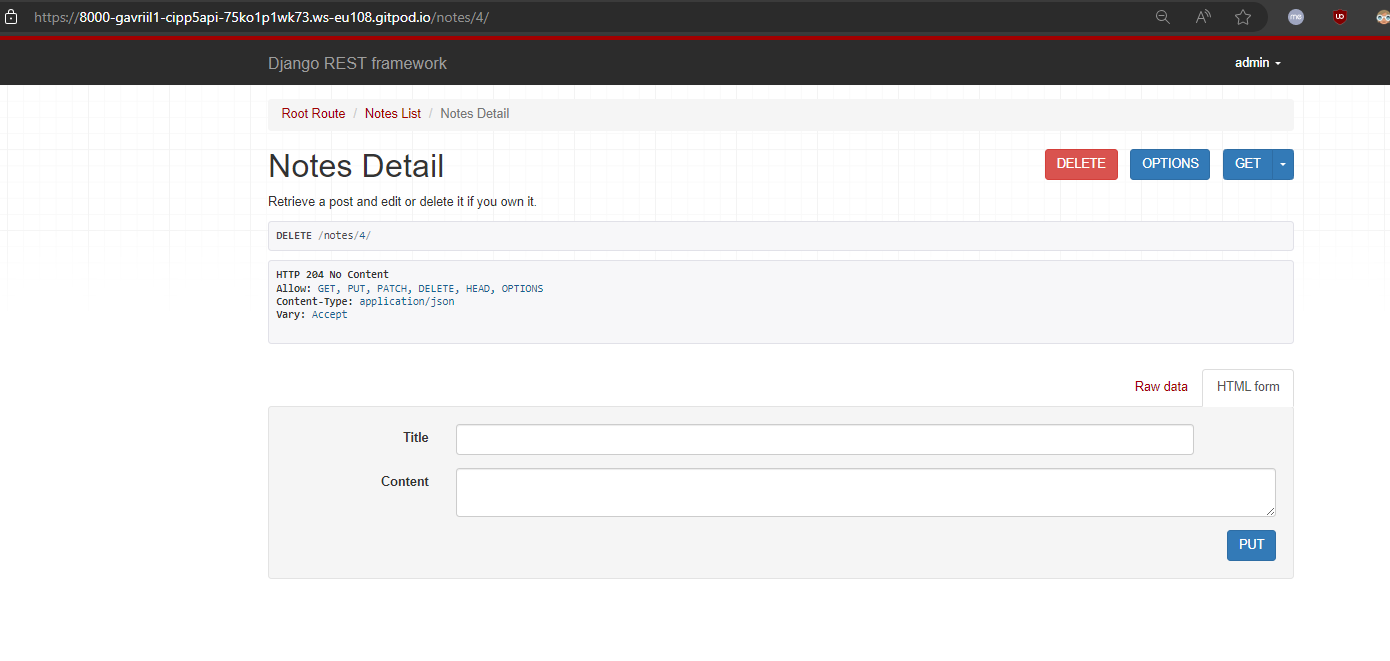 https://8000-gavriil1-cipp5api-75ko1p1wk73.ws-eu108.gitpod.io/notes/4/
Django REST framework
admin
Root Route / Notes List / Notes Detail
Notes Detail
DELETE
OPTIONS
GET
Retrieve a post and edit or delete it if you own it.
DELETE /notes/4/
HTTP 204 No Content
Allow: GET, PUT, PATCH, DELETE, HEAD, OPTIONS
Content-Type: application/json
Vary: Accept
Raw data
HTML form
Title
Content
PUT